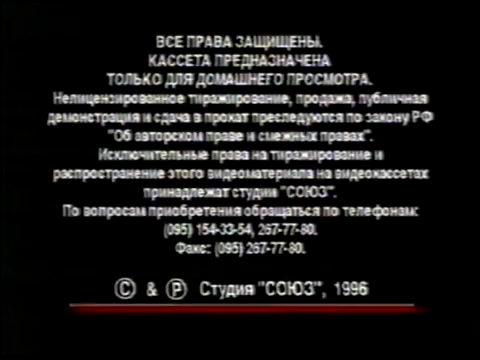 ВСЕ ПРАВА ЗАЩИЩЕНЫ.
КАССЕТА ПРЕДНАЗНАЧЕНА
ТОЛЬКО ДЛЯ ДОМАШНЕГО ПРОСМОТРА.
Нелицензированное тиражирование, продажа, публичная
демонстрация и сдача в прокат преследуются по закону РФ
"Об авторском праве и смежных правах".
Исключительные права на тиражирование и
распространение этого видеоматериала на видеокассетах
принадлежат студии "СОЮЗ".
По вопросам приобретения обращаться по телефонам:
(095) 154-33-54, 267-77-80.
Факс: (095) 267-77-80.
© & ℗ Студия "СОЮЗ", 1996